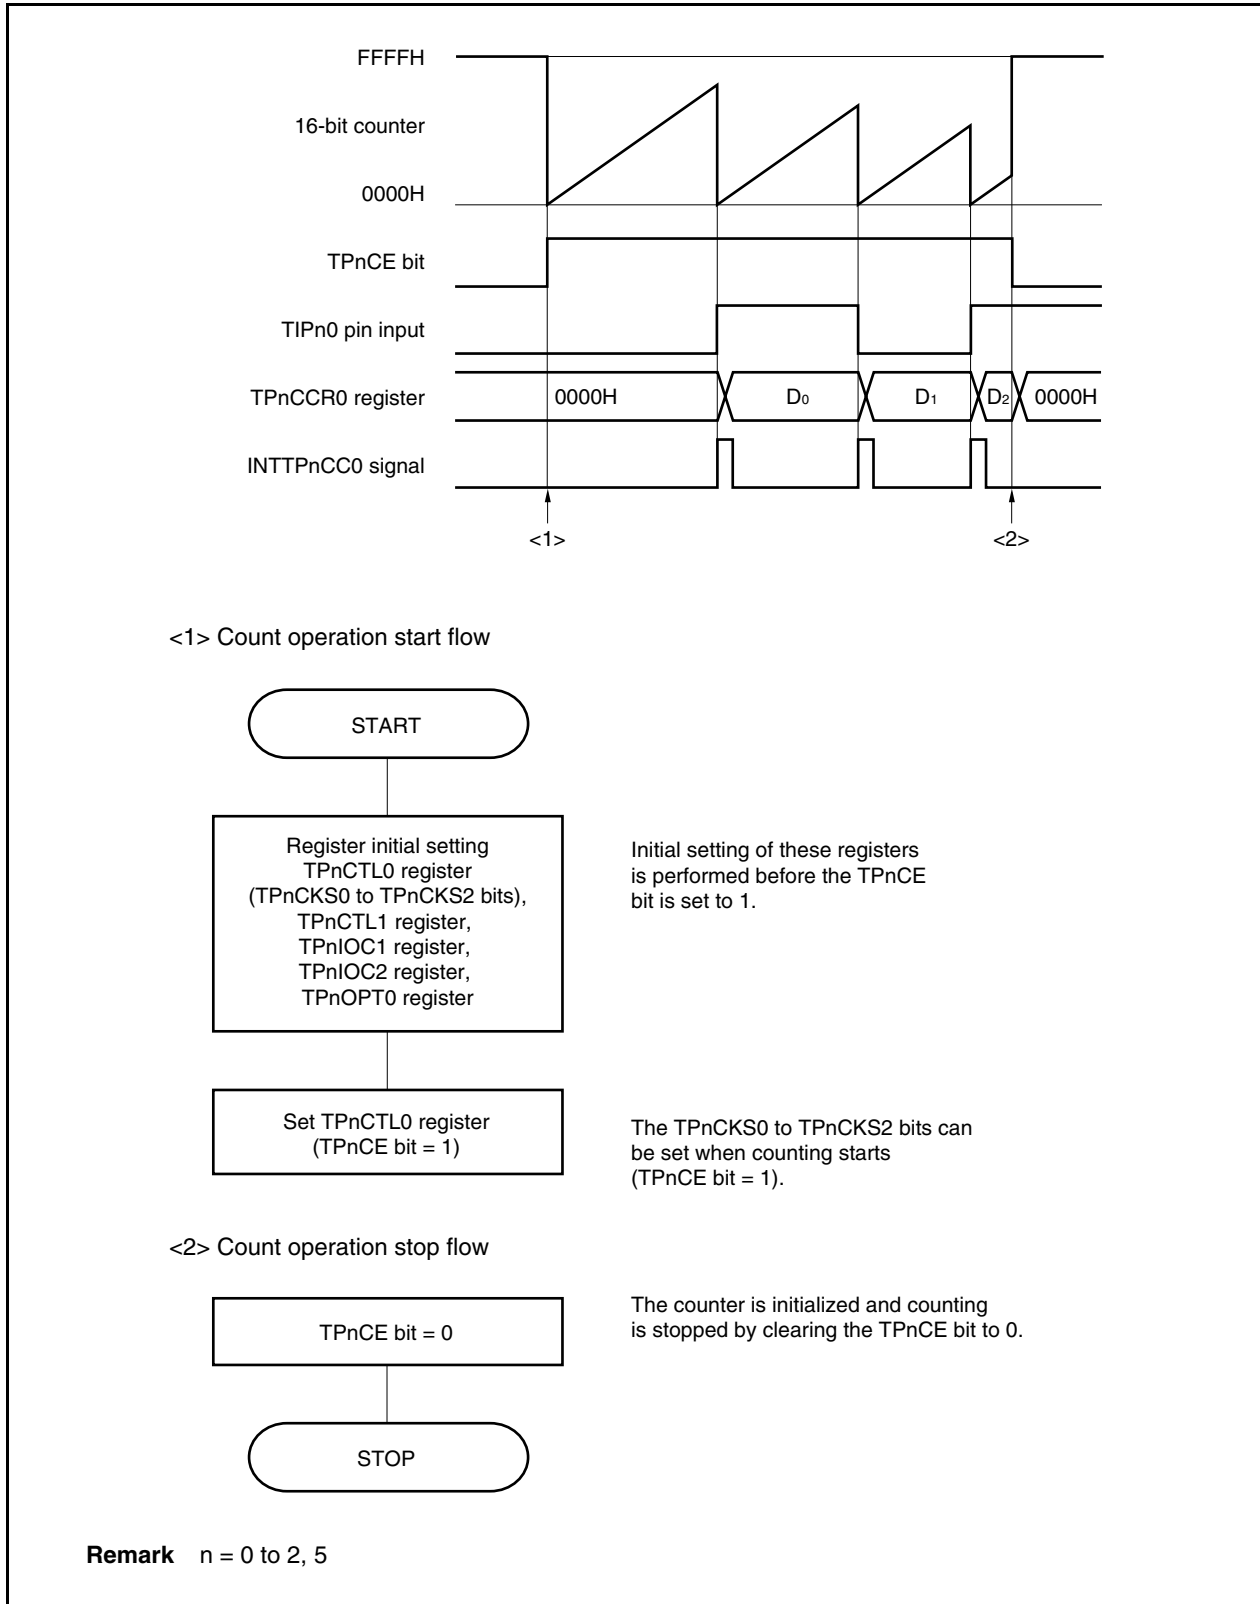 FFFFH
16-bit counter
0000H
TPnCE bit
TIPn0 pin input
TPnCCR0 register
0000H
D0
D1
D2
0000H
INTTPnCC0 signal
<1>
<2>
<1> Count operation start flow
START
Register initial setting
TPnCTL0 register
(TPnCKS0 to TPnCKS2 bits),
TPnCTL1 register,
TPnIOC1 register,
TPnIOC2 register,
TPnOPT0 register
Initial setting of these registers
is performed before the TPnCE
bit is set to 1.
Set TPnCTL0 register
(TPnCE bit = 1)
The TPnCKS0 to TPnCKS2 bits can
be set when counting starts
(TPnCE bit = 1).
<2> Count operation stop flow
TPnCE bit = 0
The counter is initialized and counting
is stopped by clearing the TPnCE bit to 0.
STOP
Remark n = 0 to 2, 5